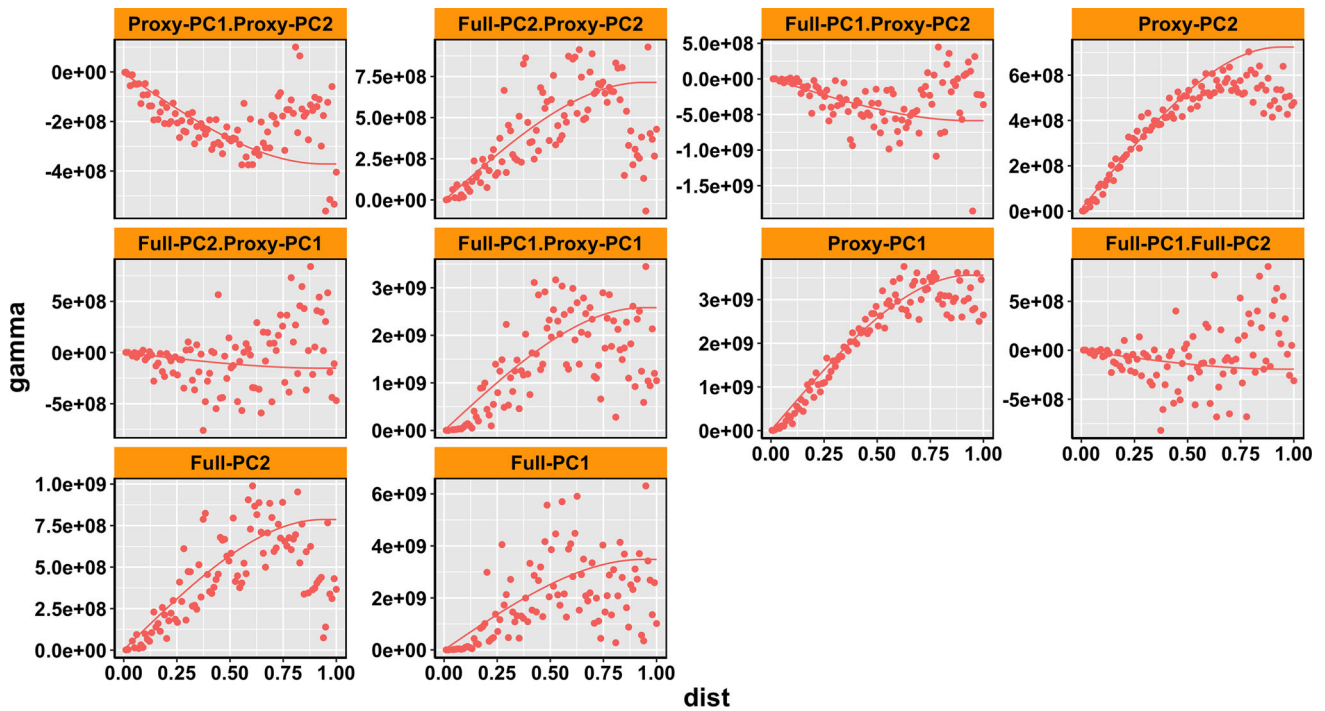 Proxy-PC1.Proxy-PC2
Full-PC2.Proxy-PC2
Full-PC1.Proxy-PC2
Proxy-PC2
0e+00
-2e+08
-4e+08
7.5e+08
5.0e+08
2.5e+08
0.0e+00
5.0e+08
0.0e+00
-5.0e+08
-1.0e+09
-1.5e+09
6e+08
4e+08
2e+08
0e+00
Full-PC2.Proxy-PC1
Full-PC1.Proxy-PC1
Proxy-PC1
Full-PC1.Full-PC2
5e+08
0e+00
-5e+08
3e+09
2e+09
1e+09
0e+00
3e+09
2e+09
1e+09
0e+00
5e+08
0e+00
-5e+08
0.00 0.25 0.50 0.75 1.00
0.00 0.25 0.50 0.75 1.00
gamma
Full-PC2
Full-PC1
1.0e+09
7.5e+08
5.0e+08
2.5e+08
0.0e+00
6e+09
4e+09
2e+09
0e+00
0.00 0.25 0.50 0.75 1.00
0.00 0.25 0.50 0.75 1.00
dist